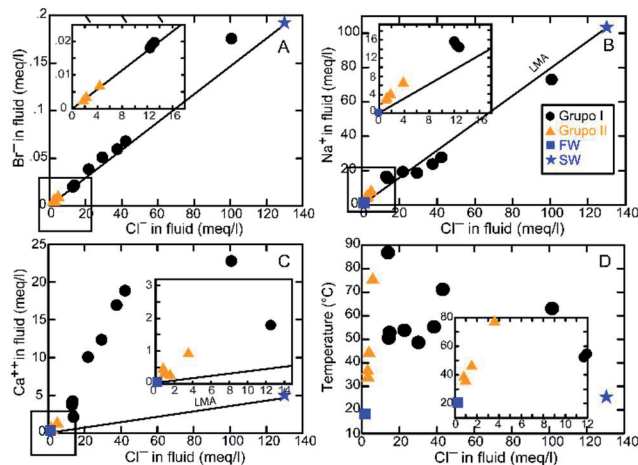 .2
A
.15
.1
.05
0
.02
.01
0
0 4 8 12 16
0 20 40 60 80 100 120 140
Br⁻ in fluid (meq/l)
Cl⁻ in fluid (meq/l)
100
80
60
40
20
0
16
12
8
4
0
0 4 8 12 16
LMA
B
Grupo I
Grupo II
FW
SW
0 20 40 60 80 100 120 140
Na⁺ in fluid (meq/l)
Cl⁻ in fluid (meq/l)
25
20
15
10
5
0
C
3
2
1
0
0 2 4 6 8 10 12 14
LMA
0 20 40 60 80 100 120 140
Ca⁺⁺ in fluid (meq/l)
Cl⁻ in fluid (meq/l)
90
80
70
60
50
40
30
20
10
D
80
60
40
20
0 2 4 6 8 10 12
0 20 40 60 80 100 120 140
Temperature (°C)
Cl⁻ in fluid (meq/l)